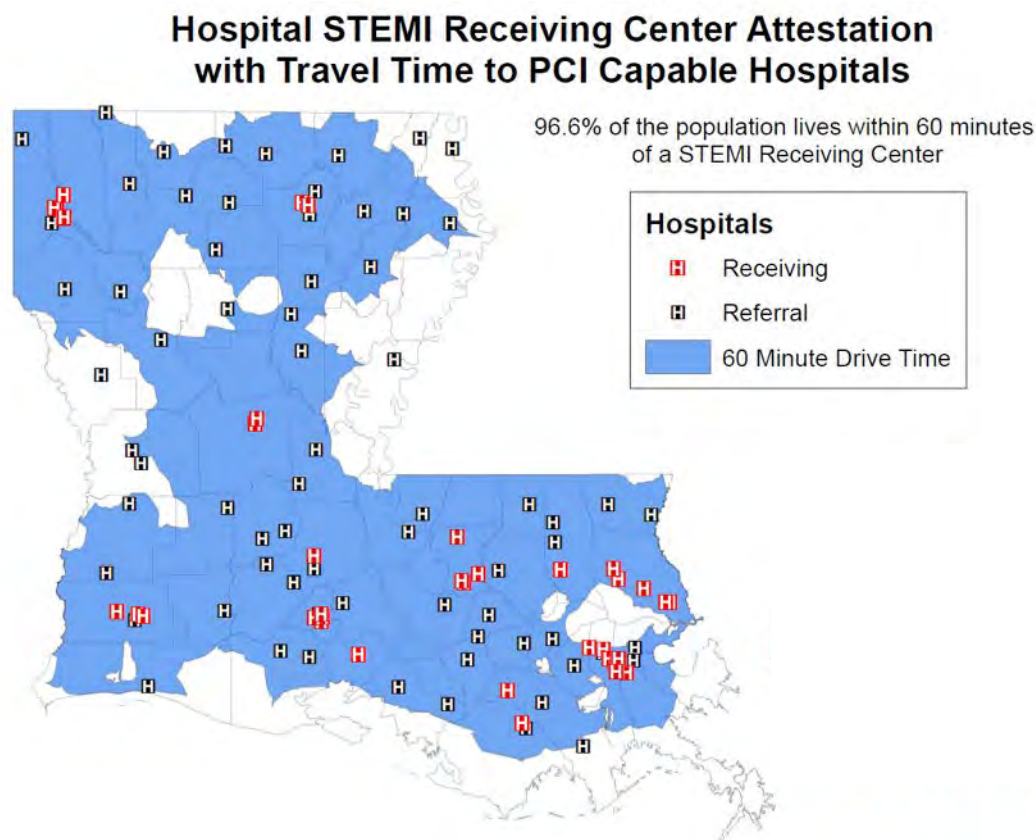 Hospital STEMI Receiving Center Attestation
with Travel Time to PCI Capable Hospitals
96.6% of the population lives within 60 minutes
of a STEMI Receiving Center
Hospitals
H Receiving
H Referral
60 Minute Drive Time